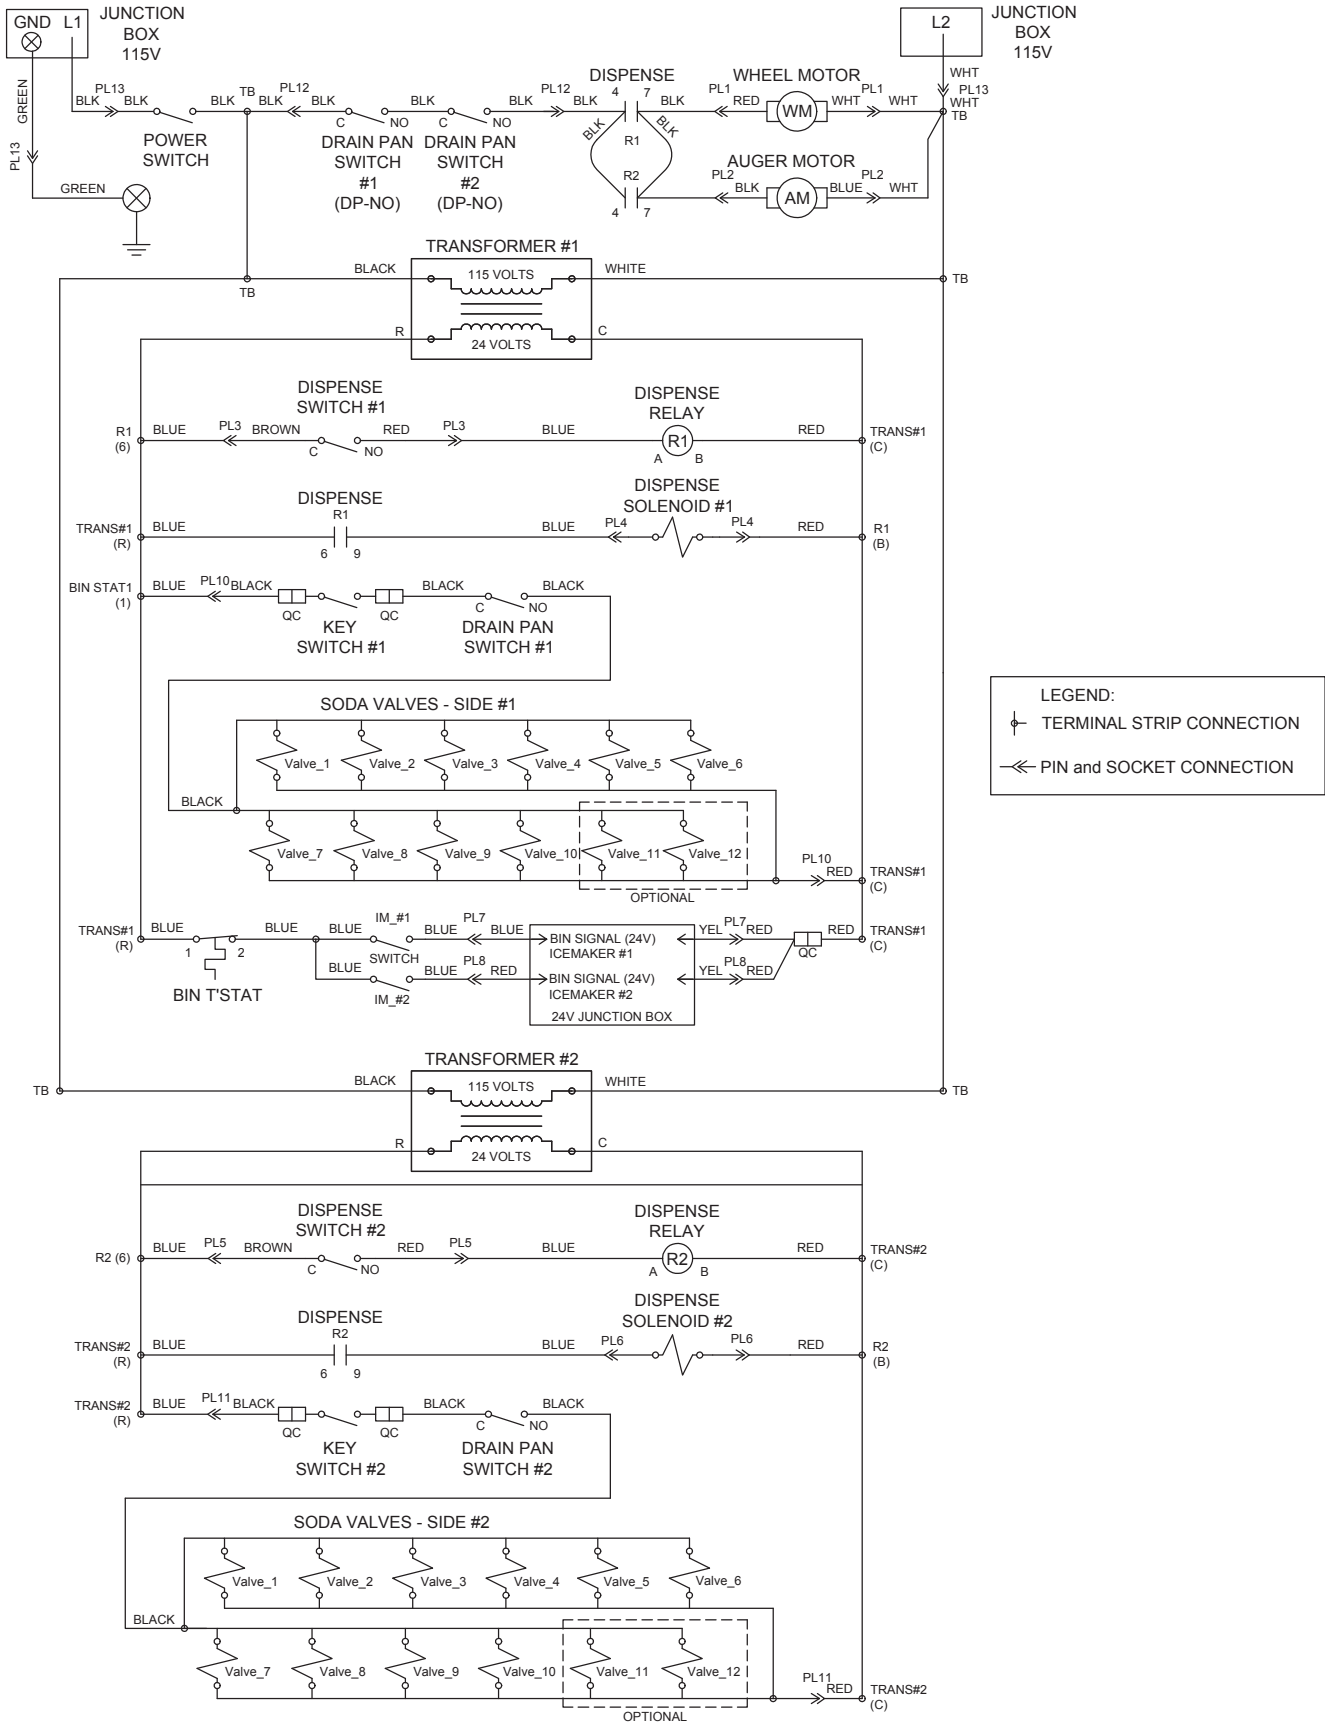 GND L1
JUNCTION
BOX
115V
L2
JUNCTION
BOX
115V
GREEN
PL13
GREEN
BLK
PL13
BLK
BLK
TB
BLK
PL12
BLK
BLK
BLK
PL12
BLK
POWER
SWITCH
C
NO
DRAIN PAN
SWITCH
#1
(DP-NO)
C
NO
DRAIN PAN
SWITCH
#2
(DP-NO)
DISPENSE
4 7
BLK
BLK
BLK
R1
R2
4 7
WHEEL MOTOR
PL1
RED
WM
WHT
PL1
WHT
WHT
PL13
WHT
TB
AUGER MOTOR
PL2
BLK
AM
BLUE
PL2
WHT
TRANSFORMER #1
BLACK
115 VOLTS
WHITE
TB
TB
R
24 VOLTS
C
DISPENSE
SWITCH #1
DISPENSE
RELAY
R1
(6)
BLUE
PL3
BROWN
C
NO
RED
PL3
BLUE
R1
A B
RED
TRANS#1
(C)
DISPENSE
R1
DISPENSE
SOLENOID #1
TRANS#1
(R)
BLUE
6 9
BLUE
PL4
PL4
RED
R1
(B)
BIN STAT1
(1)
BLUE
PL10
BLACK
QC
QC
BLACK
C
NO
BLACK
KEY
SWITCH #1
DRAIN PAN
SWITCH #1
SODA VALVES - SIDE #1
Valve_1
Valve_2
Valve_3
Valve_4
Valve_5
Valve_6
BLACK
Valve_7
Valve_8
Valve_9
Valve_10
Valve_11
Valve_12
OPTIONAL
PL10
RED
TRANS#1
(C)
TRANS#1
(R)
BLUE
1 2
BLUE
BIN T'STAT
BLUE
IM_#1
SWITCH
BLUE
PL7
BLUE
BIN SIGNAL (24V)
ICEMAKER #1
YEL
PL7
RED
QC
RED
TRANS#1
(C)
BLUE
IM_#2
BLUE
PL8
RED
BIN SIGNAL (24V)
ICEMAKER #2
YEL
PL8
RED
24V JUNCTION BOX
LEGEND:
TERMINAL STRIP CONNECTION
PIN and SOCKET CONNECTION
TRANSFORMER #2
TB
BLACK
115 VOLTS
WHITE
TB
R
24 VOLTS
C
DISPENSE
SWITCH #2
DISPENSE
RELAY
R2 (6)
BLUE
PL5
BROWN
C
NO
RED
PL5
BLUE
R2
A B
RED
TRANS#2
(C)
DISPENSE
R2
DISPENSE
SOLENOID #2
TRANS#2
(R)
BLUE
6 9
BLUE
PL6
PL6
RED
R2
(B)
TRANS#2
(R)
BLUE
PL11
BLACK
QC
QC
BLACK
C
NO
BLACK
KEY
SWITCH #2
DRAIN PAN
SWITCH #2
SODA VALVES - SIDE #2
Valve_1
Valve_2
Valve_3
Valve_4
Valve_5
Valve_6
BLACK
Valve_7
Valve_8
Valve_9
Valve_10
Valve_11
Valve_12
OPTIONAL
PL11
RED
TRANS#2
(C)